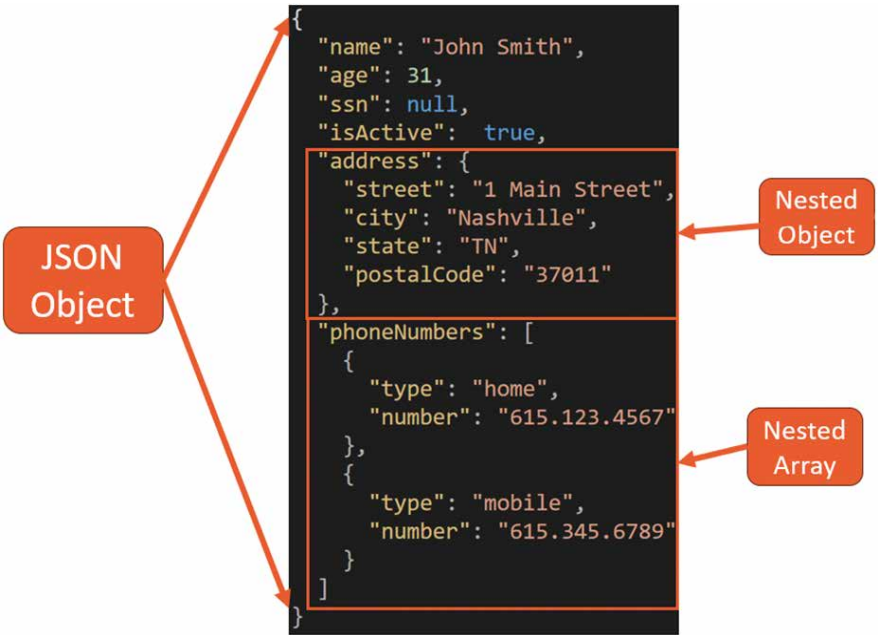 {
"name": "John Smith",
"age": 31,
"ssn": null,
"isActive":  true,
"address": {
"street": "1 Main Street",
"city": "Nashville",
"state": "TN",
"postalCode": "37011"
},
"phoneNumbers": [
{
"type": "home",
"number": "615.123.4567"
},
{
"type": "mobile",
"number": "615.345.6789"
}
]
}
JSON
Object
Nested
Object
Nested
Array